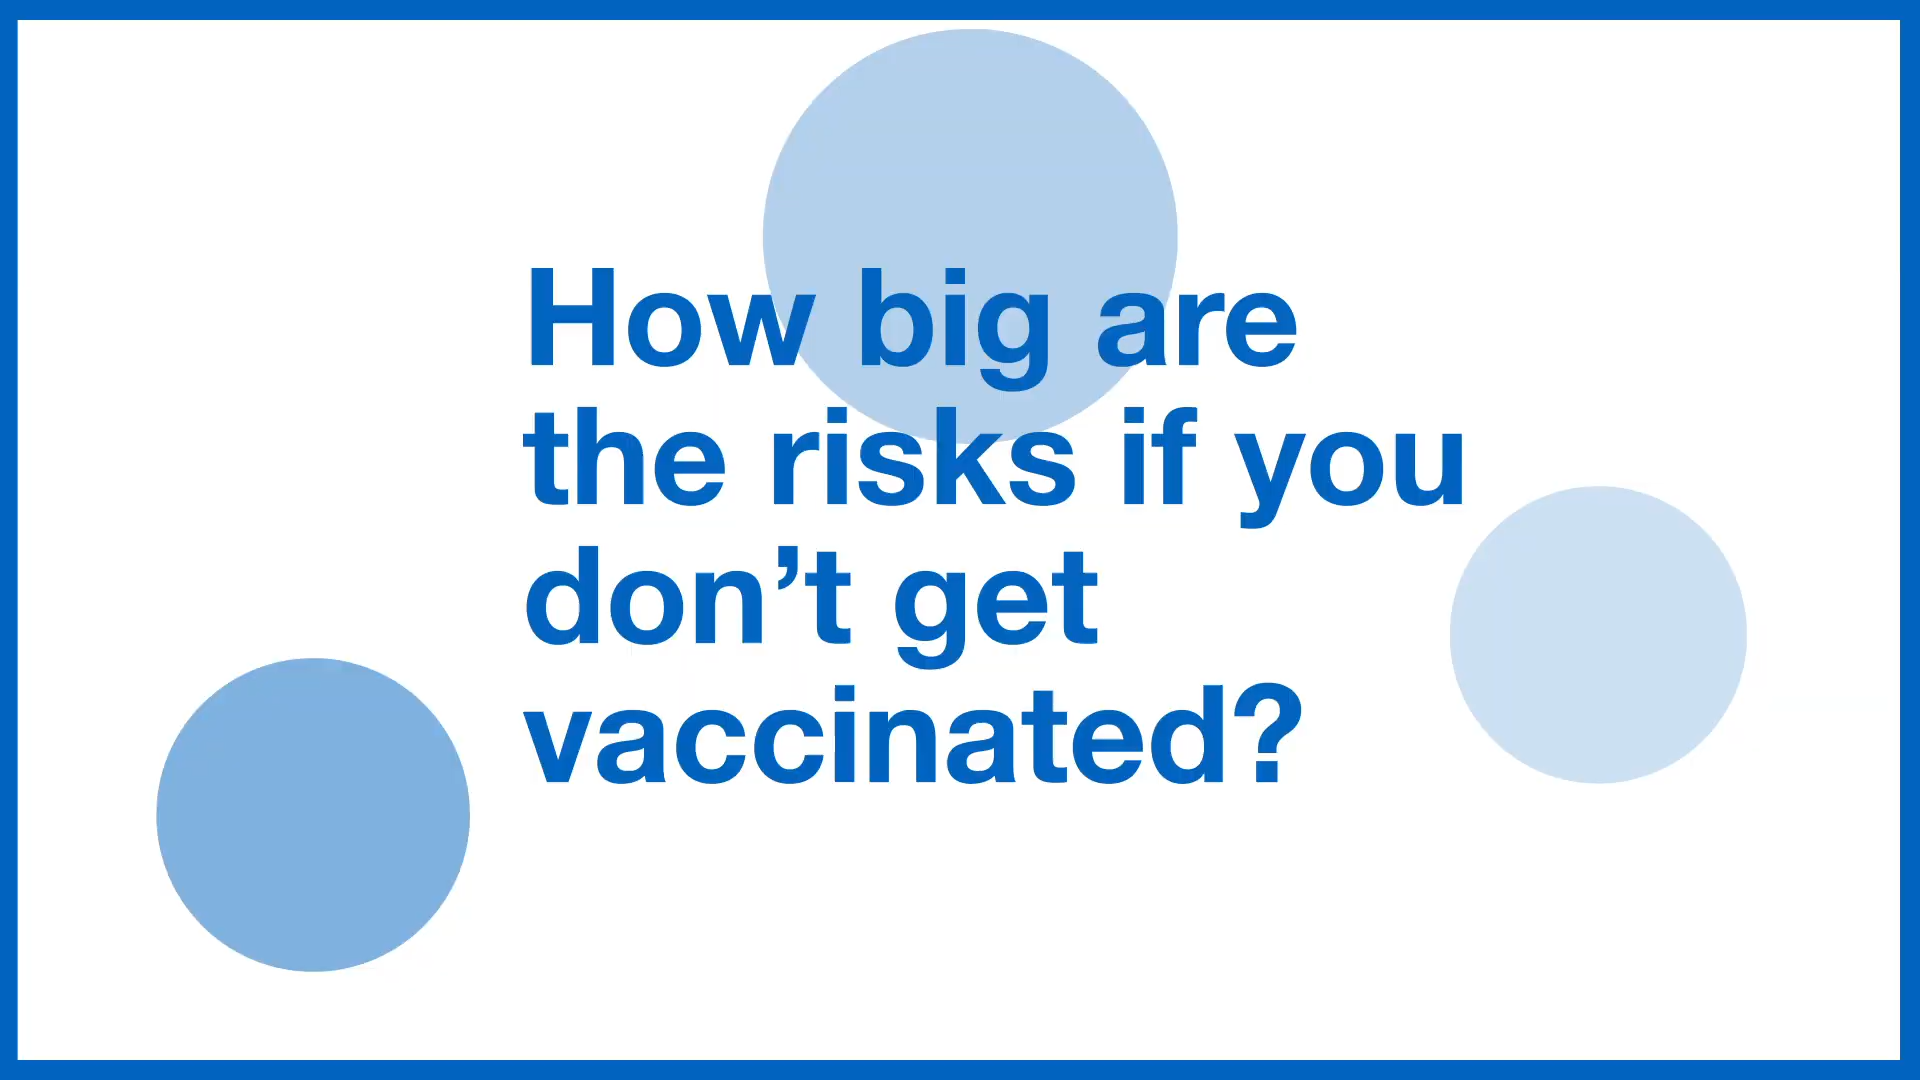 How big are
the risks if you
don’t get
vaccinated?